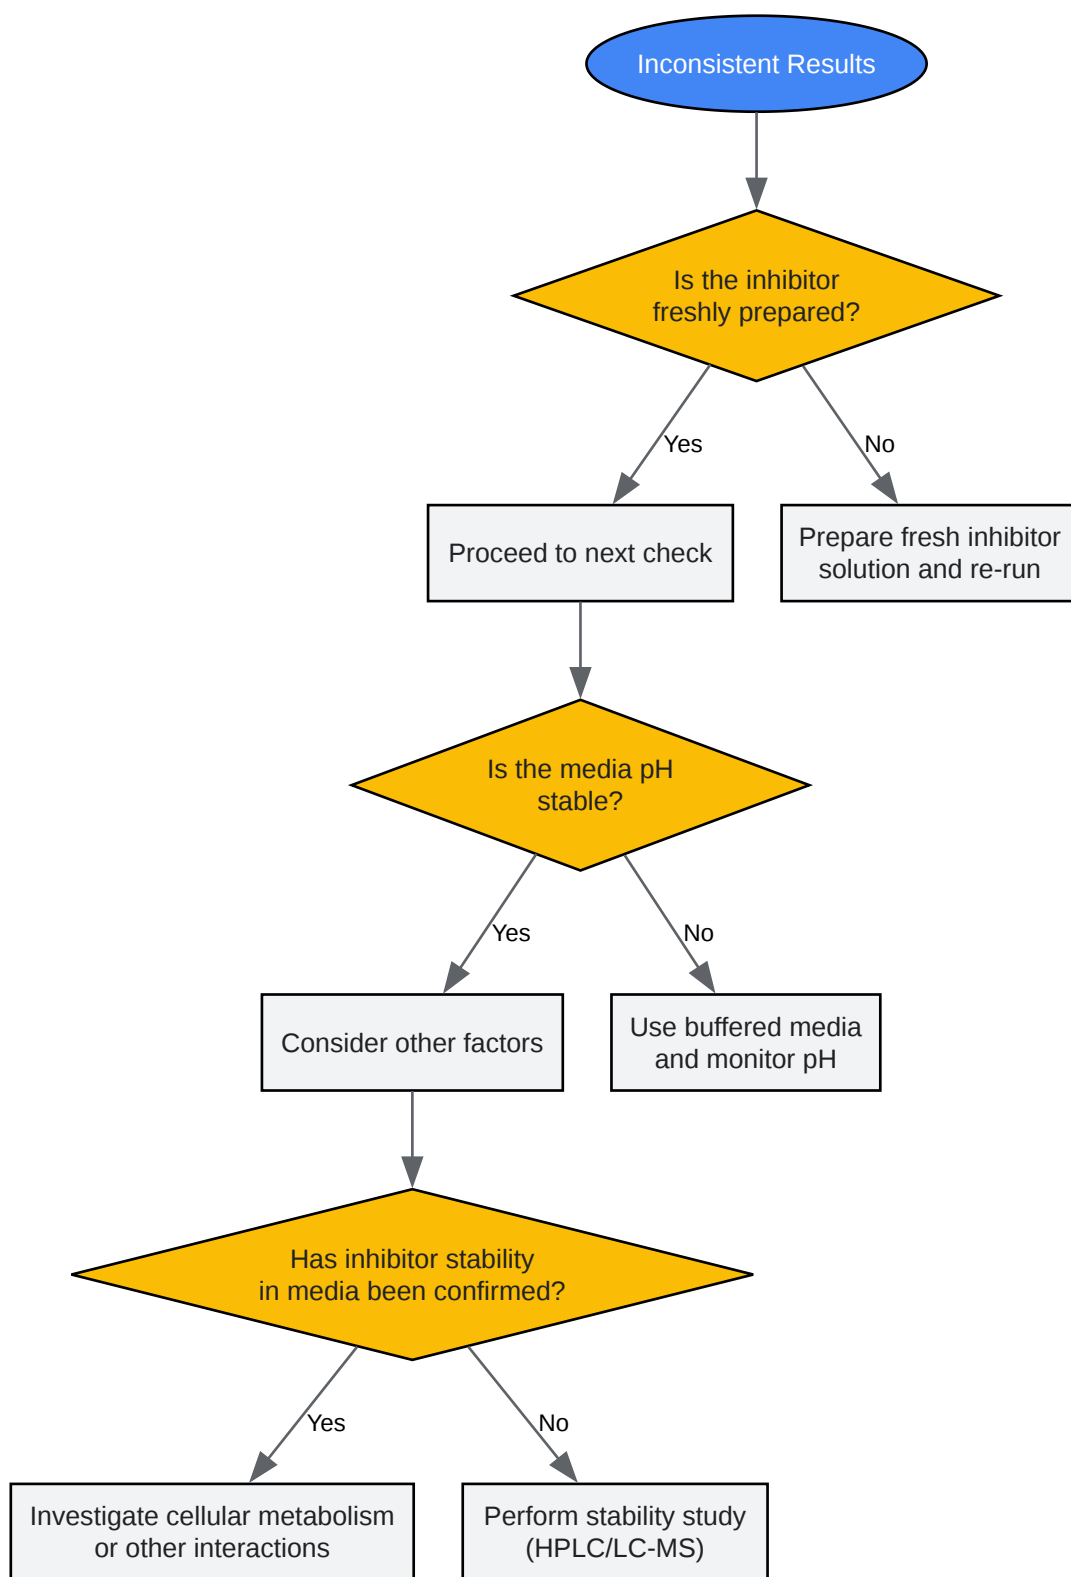 Inconsistent Results
Is the inhibitor
freshly prepared?
Yes
No
Proceed to next check
Prepare fresh inhibitor
solution and re-run
Is the media pH
stable?
Yes
No
Consider other factors
Use buffered media
and monitor pH
Has inhibitor stability
in media been confirmed?
Yes
No
Investigate cellular metabolism
or other interactions
Perform stability study
(HPLC/LC-MS)